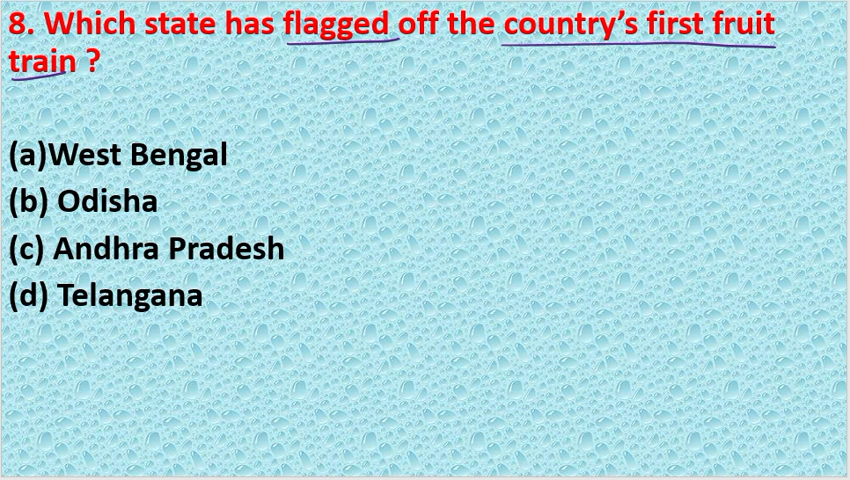 8. Which state has flagged off the country’s first fruit
train ?
(a)West Bengal
(b) Odisha
(c) Andhra Pradesh
(d) Telangana